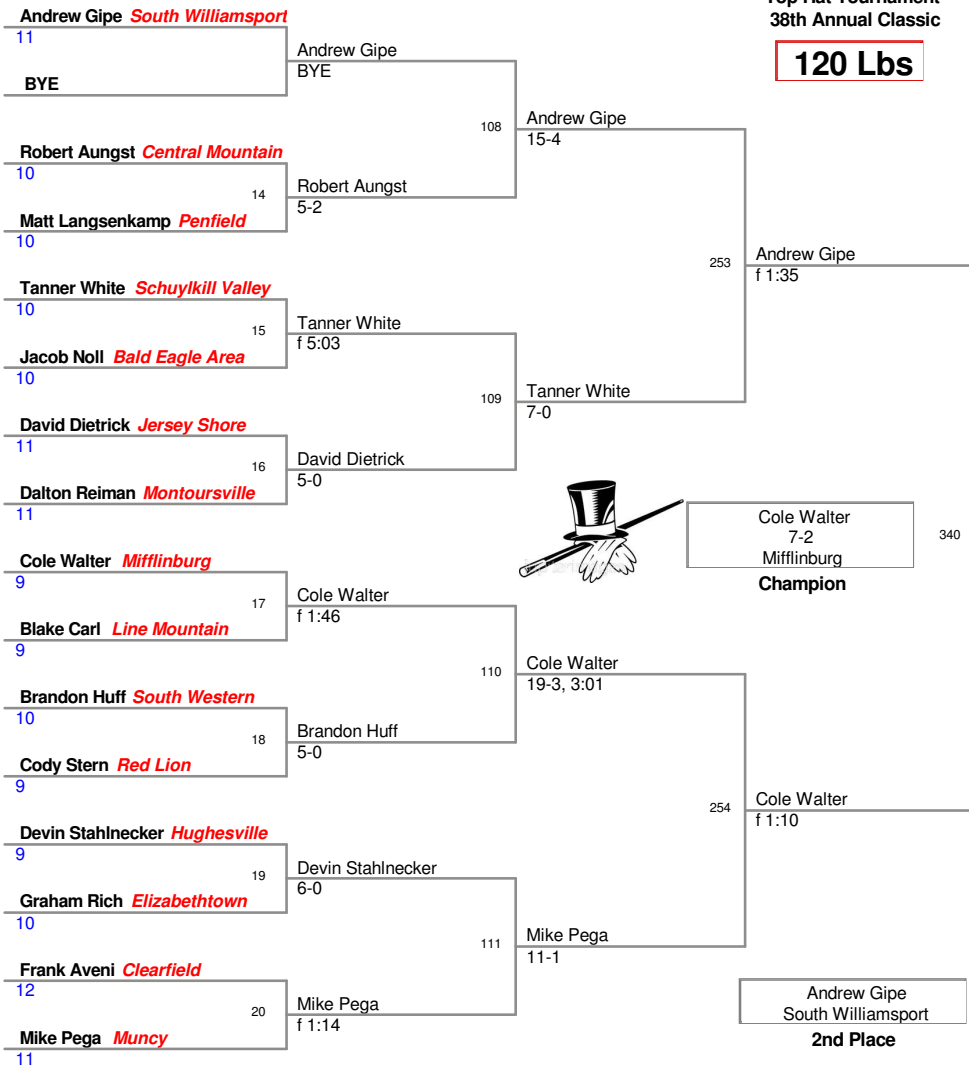 Top Hat Tournament
38th Annual Classic
120 Lbs
Andrew Gipe South Williamsport
11
BYE
Andrew Gipe
BYE
108
Andrew Gipe
15-4
Robert Aungst Central Mountain
10
14
Robert Aungst
5-2
Matt Langsenkamp Penfield
10
253
Andrew Gipe
f 1:35
Tanner White Schuylkill Valley
10
15
Tanner White
f 5:03
Jacob Noll Bald Eagle Area
10
109
Tanner White
7-0
David Dietrick Jersey Shore
11
16
David Dietrick
5-0
Dalton Reiman Montoursville
11
Cole Walter
7-2
Mifflinburg
340
Champion
Cole Walter Mifflinburg
9
17
Cole Walter
f 1:46
Blake Carl Line Mountain
9
110
Cole Walter
19-3, 3:01
Brandon Huff South Western
10
18
Brandon Huff
5-0
Cody Stern Red Lion
9
254
Cole Walter
f 1:10
Devin Stahlnecker Hughesville
9
19
Devin Stahlnecker
6-0
Graham Rich Elizabethtown
10
111
Mike Pega
11-1
Frank Aveni Clearfield
12
20
Mike Pega
f 1:14
Mike Pega Muncy
11
Andrew Gipe
South Williamsport
2nd Place